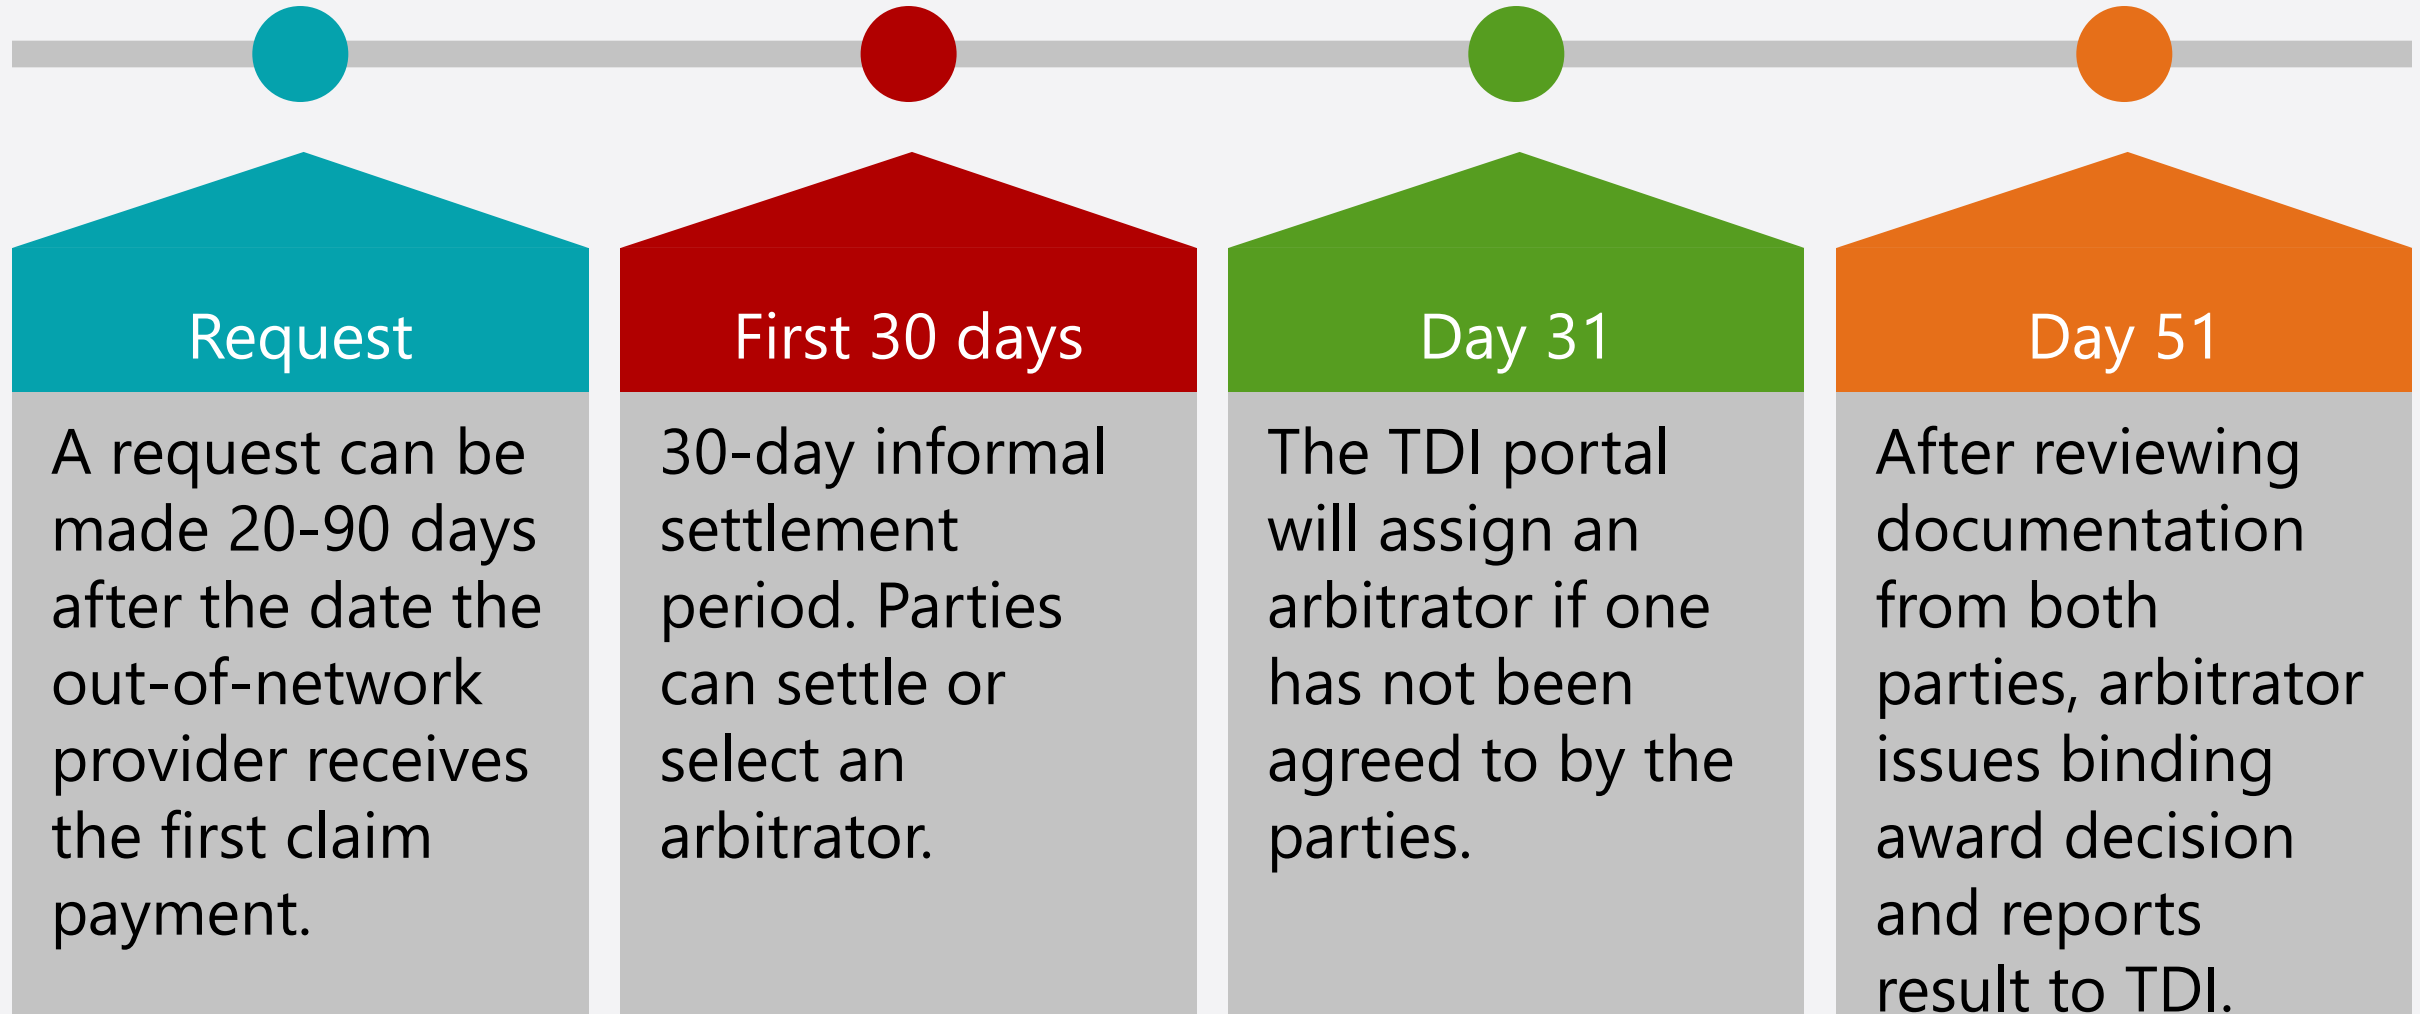 Request
A request can be
made 20-90 days
after the date the
out-of-network
provider receives
the first claim
payment.
First 30 days
30-day informal
settlement
period. Parties
can settle or
select an
arbitrator.
Day 31
The TDI portal
will assign an
arbitrator if one
has not been
agreed to by the
parties.
Day 51
After reviewing
documentation
from both
parties, arbitrator
issues binding
award decision
and reports
result to TDI.